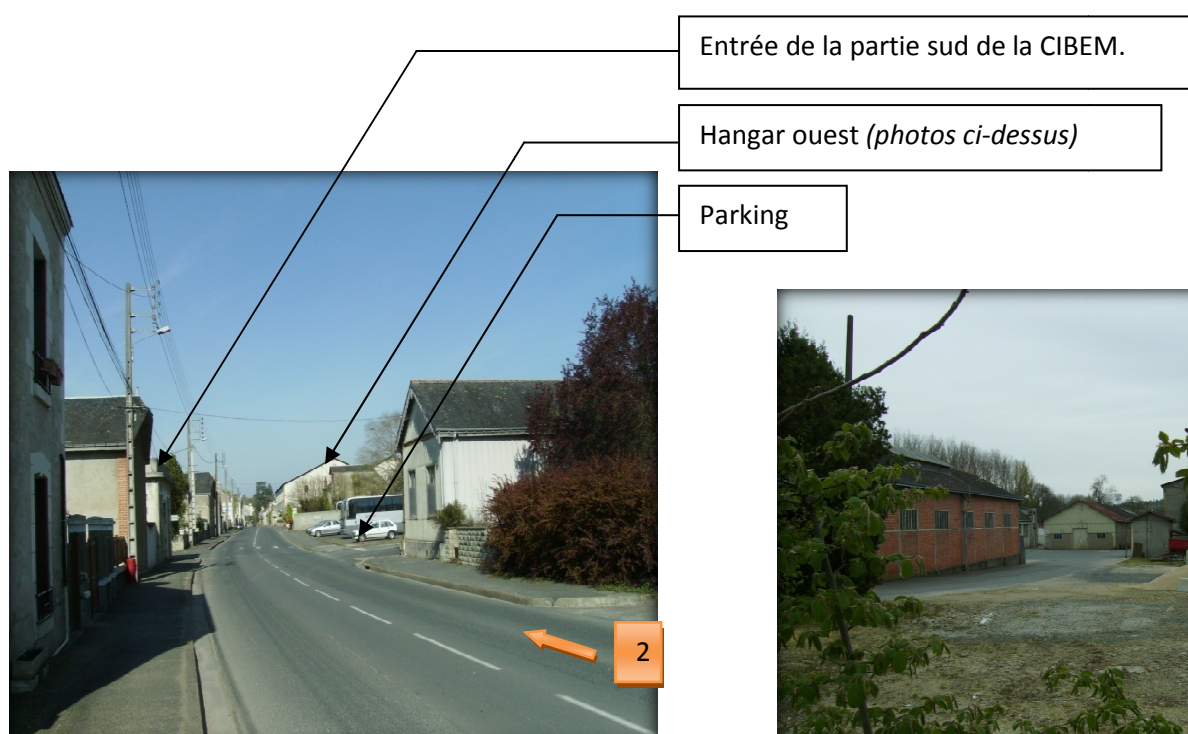 Entrée de la partie sud de la CIBEM.
Hangar ouest (photos ci-dessus)
Parking
2